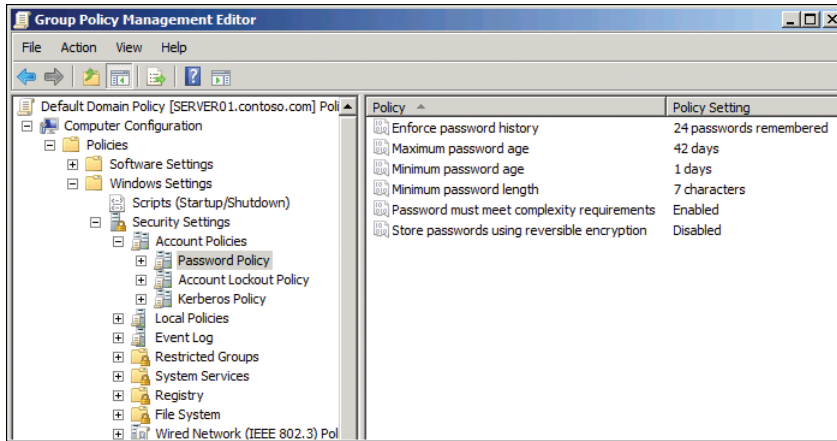 Group Policy Management Editor
File Action View Help
Default Domain Policy [SERVER01.contoso.com] Poli
Computer Configuration
Policies
Software Settings
Windows Settings
Scripts (Startup/Shutdown)
Security Settings
Account Policies
Password Policy
Account Lockout Policy
Kerberos Policy
Local Policies
Event Log
Restricted Groups
System Services
Registry
File System
Wired Network (IEEE 802.3) Pol
Policy Policy Setting
Enforce password history 24 passwords remembered
Maximum password age 42 days
Minimum password age 1 days
Minimum password length 7 characters
Password must meet complexity requirements Enabled
Store passwords using reversible encryption Disabled